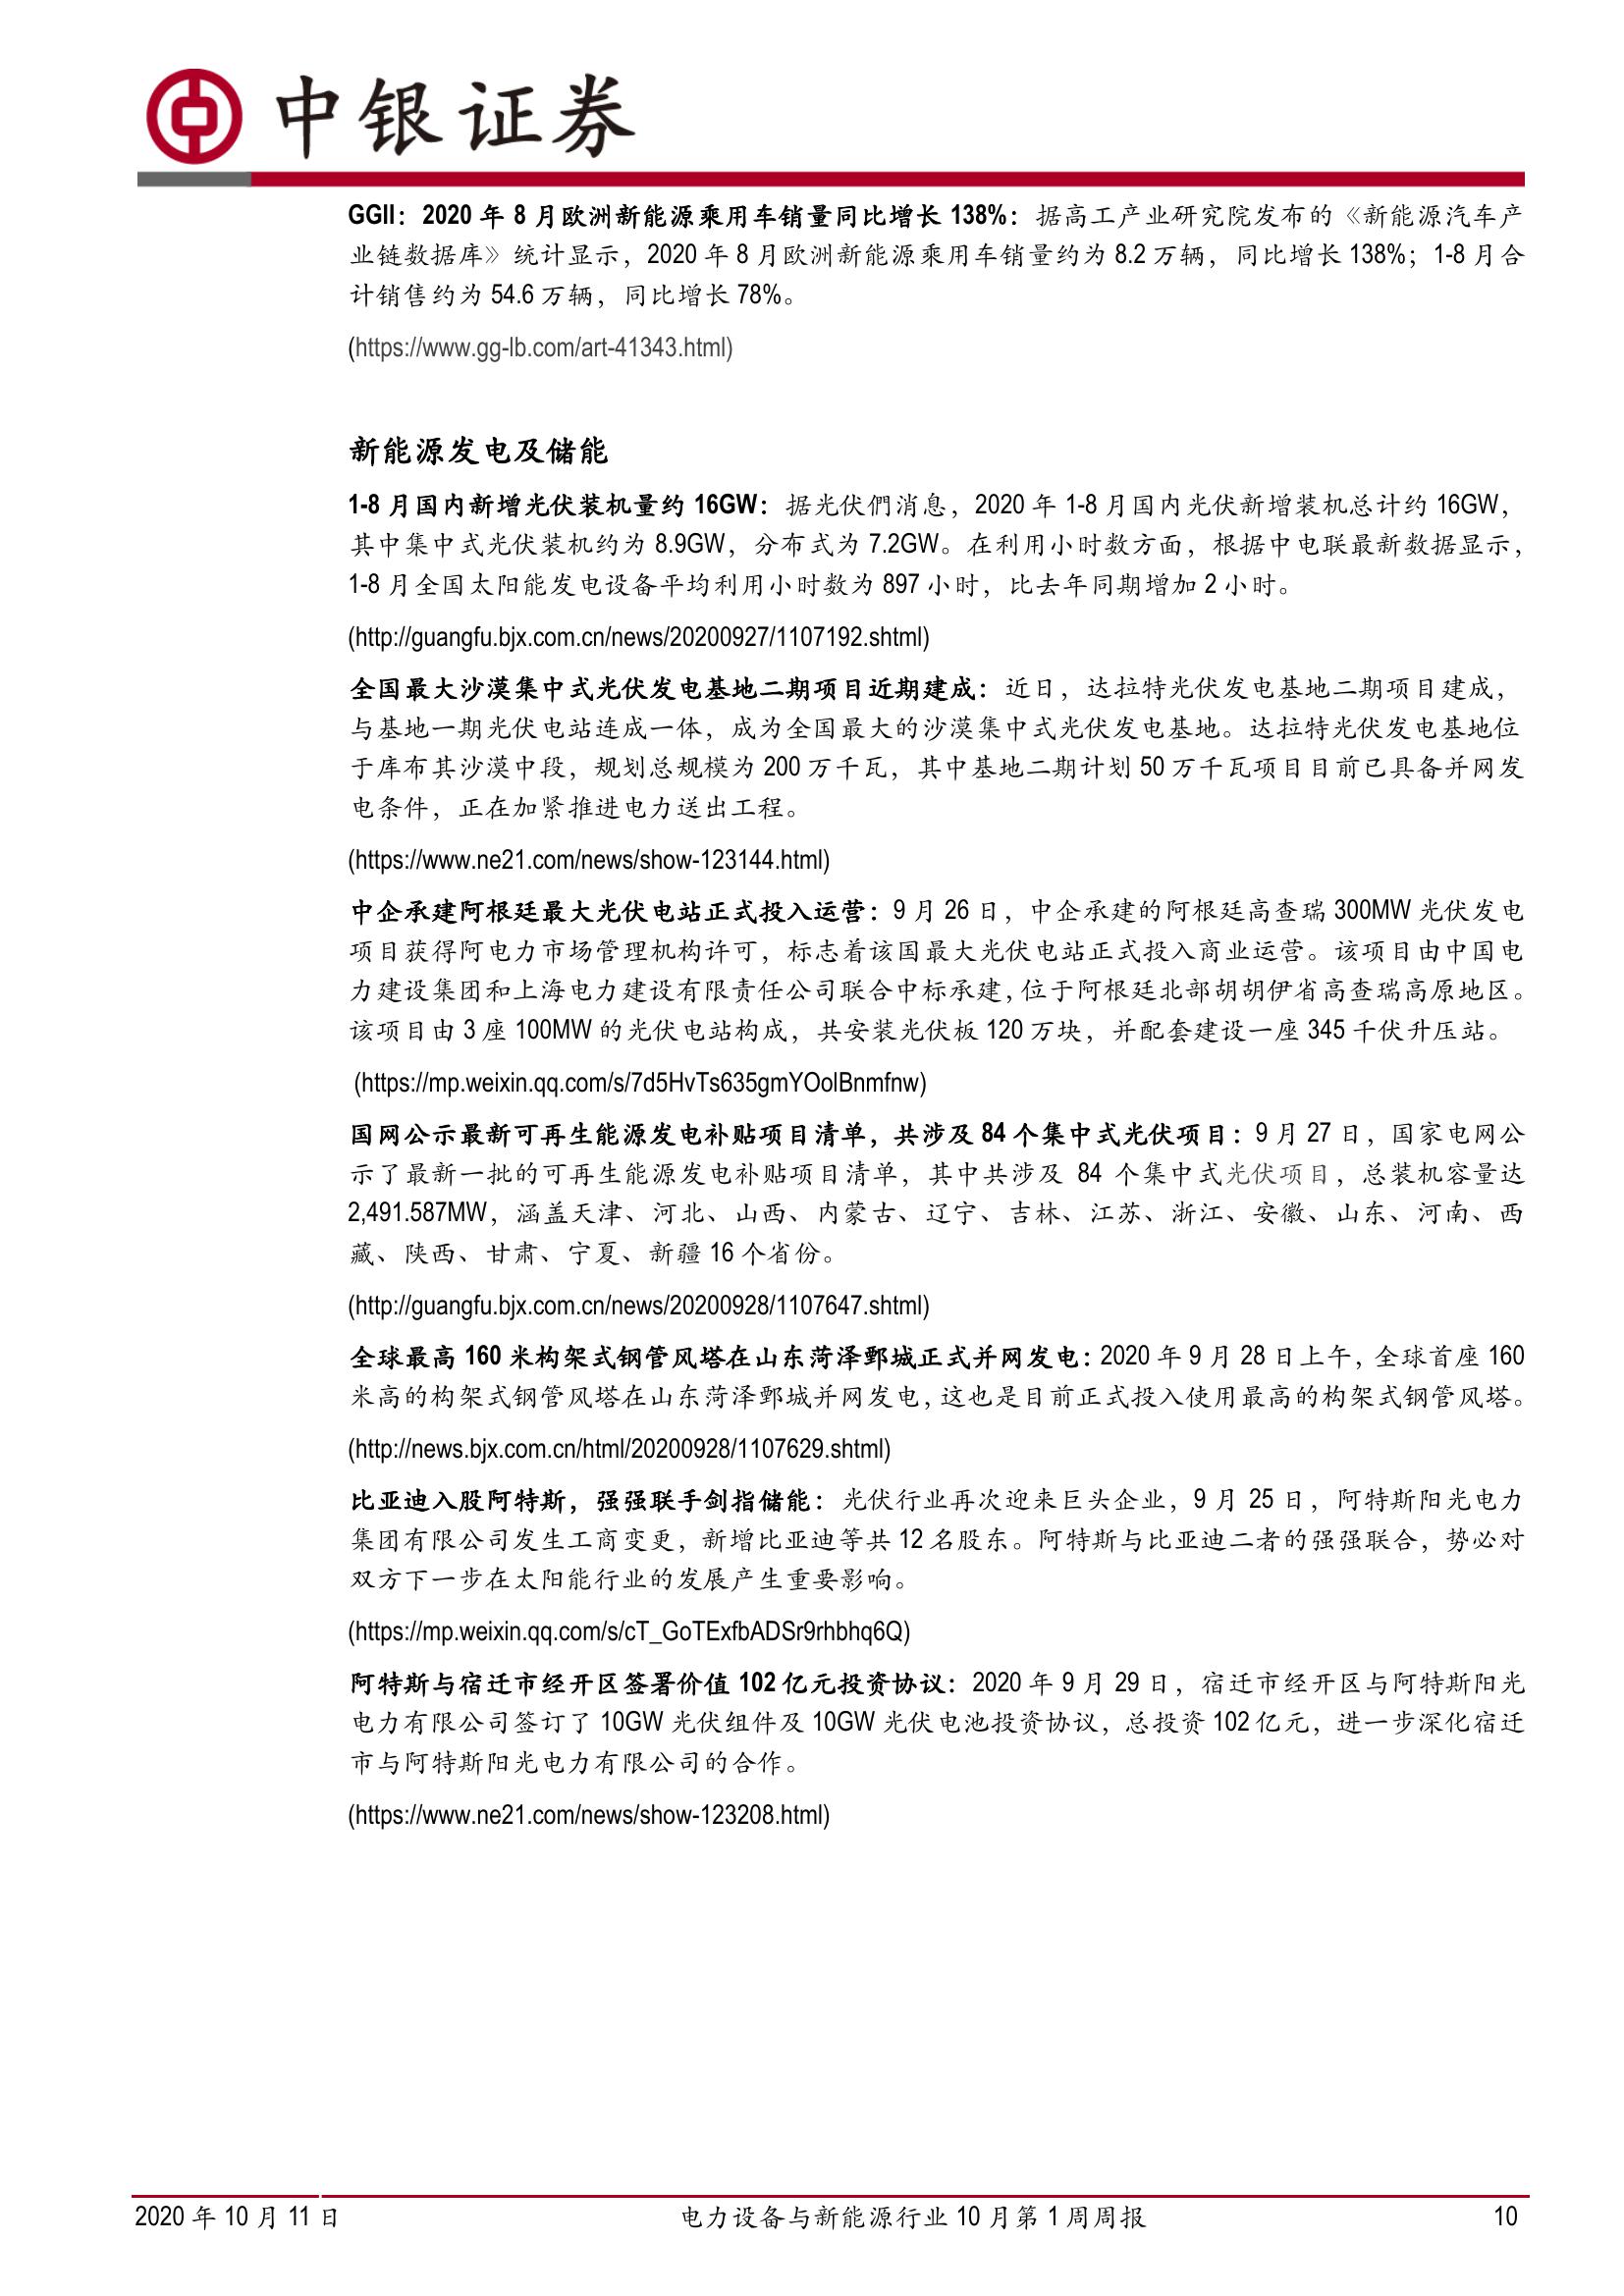 中银证券
GGII：2020 年 8 月欧洲新能源乘用车销量同比增长 138%：据高工产业研究院发布的《新能源汽车产
业链数据库》统计显示，2020 年 8 月欧洲新能源乘用车销量约为 8.2 万辆，同比增长 138%；1-8 月合
计销售约为 54.6 万辆，同比增长 78%。
(https://www.gg-lb.com/art-41343.html)
新能源发电及储能
1-8 月国内新增光伏装机量约 16GW：据光伏們消息，2020 年 1-8 月国内光伏新增装机总计约 16GW，
其中集中式光伏装机约为 8.9GW，分布式为 7.2GW。在利用小时数方面，根据中电联最新数据显示，
1-8 月全国太阳能发电设备平均利用小时数为 897 小时，比去年同期增加 2 小时。
(http://guangfu.bjx.com.cn/news/20200927/1107192.shtml)
全国最大沙漠集中式光伏发电基地二期项目近期建成：近日，达拉特光伏发电基地二期项目建成，
与基地一期光伏电站连成一体，成为全国最大的沙漠集中式光伏发电基地。达拉特光伏发电基地位
于库布其沙漠中段，规划总规模为 200 万千瓦，其中基地二期计划 50 万千瓦项目目前已具备并网发
电条件，正在加紧推进电力送出工程。
(https://www.ne21.com/news/show-123144.html)
中企承建阿根廷最大光伏电站正式投入运营：9 月 26 日，中企承建的阿根廷高查瑞 300MW 光伏发电
项目获得阿电力市场管理机构许可，标志着该国最大光伏电站正式投入商业运营。该项目由中国电
力建设集团和上海电力建设有限责任公司联合中标承建，位于阿根廷北部胡胡伊省高查瑞高原地区。
该项目由 3 座 100MW 的光伏电站构成，共安装光伏板 120 万块，并配套建设一座 345 千伏升压站。
(https://mp.weixin.qq.com/s/7d5HvTs635gmYOolBnmfnw)
国网公示最新可再生能源发电补贴项目清单，共涉及 84 个集中式光伏项目：9 月 27 日，国家电网公
示了最新一批的可再生能源发电补贴项目清单，其中共涉及 84 个集中式光伏项目，总装机容量达
2,491.587MW，涵盖天津、河北、山西、内蒙古、辽宁、吉林、江苏、浙江、安徽、山东、河南、西
藏、陕西、甘肃、宁夏、新疆 16 个省份。
(http://guangfu.bjx.com.cn/news/20200928/1107647.shtml)
全球最高 160 米构架式钢管风塔在山东菏泽鄄城正式并网发电：2020 年 9 月 28 日上午，全球首座 160
米高的构架式钢管风塔在山东菏泽鄄城并网发电，这也是目前正式投入使用最高的构架式钢管风塔。
(http://news.bjx.com.cn/html/20200928/1107629.shtml)
比亚迪入股阿特斯，强强联手剑指储能：光伏行业再次迎来巨头企业，9 月 25 日，阿特斯阳光电力
集团有限公司发生工商变更，新增比亚迪等共 12 名股东。阿特斯与比亚迪二者的强强联合，势必对
双方下一步在太阳能行业的发展产生重要影响。
(https://mp.weixin.qq.com/s/cT_GoTExfbADSr9rhbhq6Q)
阿特斯与宿迁市经开区签署价值 102 亿元投资协议：2020 年 9 月 29 日，宿迁市经开区与阿特斯阳光
电力有限公司签订了 10GW 光伏组件及 10GW 光伏电池投资协议，总投资 102 亿元，进一步深化宿迁
市与阿特斯阳光电力有限公司的合作。
(https://www.ne21.com/news/show-123208.html)
2020 年 10 月 11 日 电力设备与新能源行业 10 月第 1 周周报 10